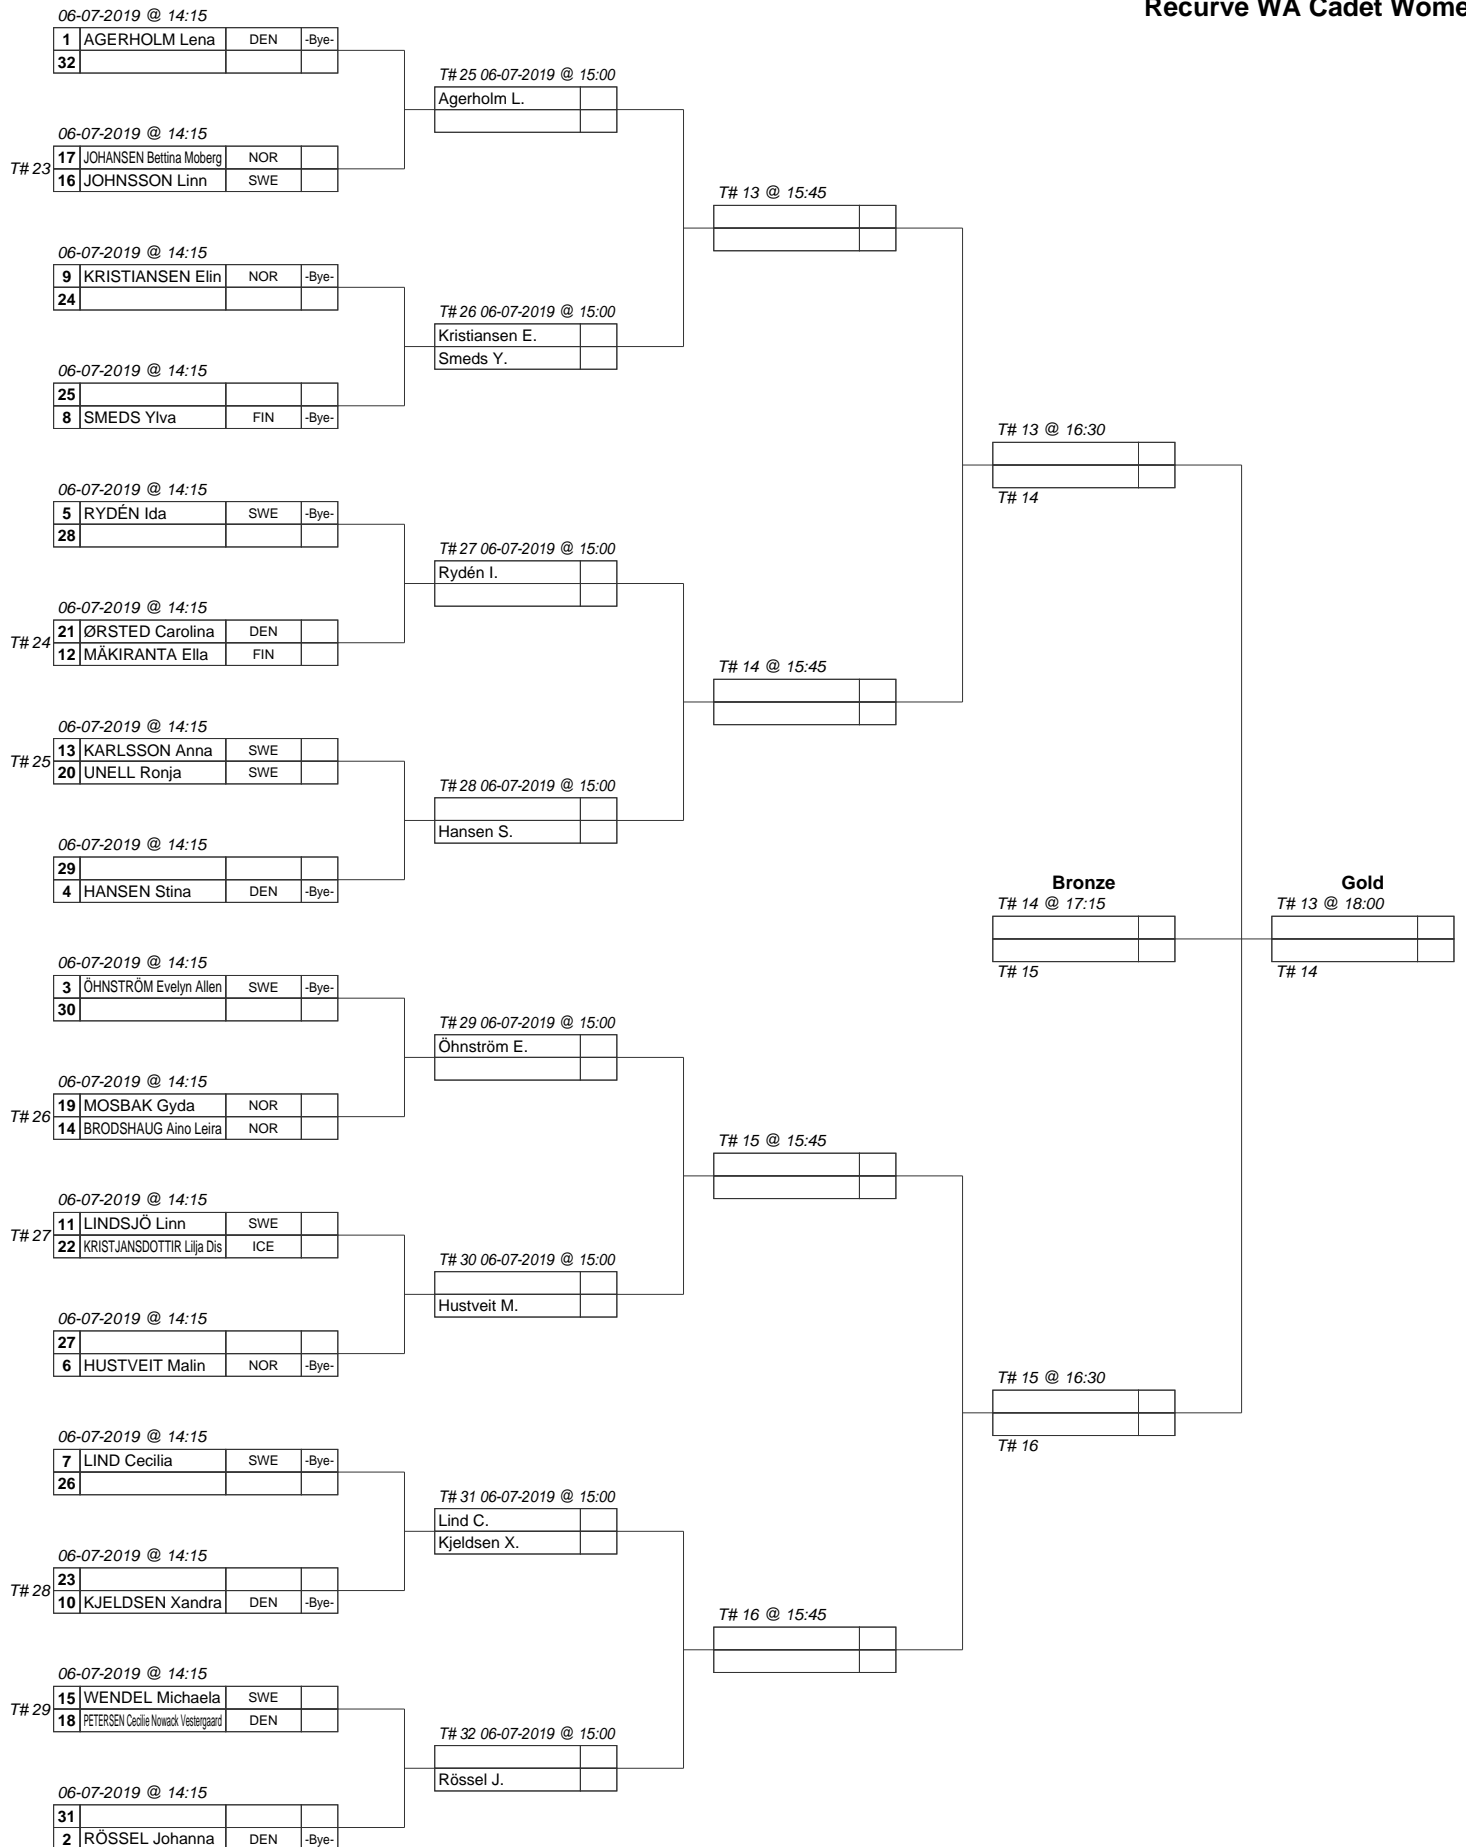 Recurve WA Cadet Wome
06-07-2019 @ 14:15
1 AGERHOLM Lena DEN -Bye-
32
T# 25 06-07-2019 @ 15:00
Agerholm L.
06-07-2019 @ 14:15
T# 23
17 JOHANSEN Bettina Moberg NOR
16 JOHNSSON Linn SWE
T# 13 @ 15:45
06-07-2019 @ 14:15
9 KRISTIANSEN Elin NOR -Bye-
24
T# 26 06-07-2019 @ 15:00
Kristiansen E.
Smeds Y.
06-07-2019 @ 14:15
25
8 SMEDS Ylva FIN -Bye-
T# 13 @ 16:30
T# 14
06-07-2019 @ 14:15
5 RYDÉN Ida SWE -Bye-
28
T# 27 06-07-2019 @ 15:00
Rydén I.
06-07-2019 @ 14:15
T# 24
21 ØRSTED Carolina DEN
12 MÄKIRANTA Ella FIN
T# 14 @ 15:45
06-07-2019 @ 14:15
T# 25
13 KARLSSON Anna SWE
20 UNELL Ronja SWE
T# 28 06-07-2019 @ 15:00
Hansen S.
06-07-2019 @ 14:15
29
4 HANSEN Stina DEN -Bye-
Bronze
T# 14 @ 17:15
T# 15
Gold
T# 13 @ 18:00
T# 14
06-07-2019 @ 14:15
3 ÖHNSTRÖM Evelyn Allen SWE -Bye-
30
T# 29 06-07-2019 @ 15:00
Öhnström E.
06-07-2019 @ 14:15
T# 26
19 MOSBAK Gyda NOR
14 BRODSHAUG Aino Leira NOR
T# 15 @ 15:45
06-07-2019 @ 14:15
T# 27
11 LINDSJÖ Linn SWE
22 KRISTJANSDOTTIR Lilja Dis ICE
T# 30 06-07-2019 @ 15:00
Hustveit M.
06-07-2019 @ 14:15
27
6 HUSTVEIT Malin NOR -Bye-
T# 15 @ 16:30
T# 16
06-07-2019 @ 14:15
7 LIND Cecilia SWE -Bye-
26
T# 31 06-07-2019 @ 15:00
Lind C.
Kjeldsen X.
06-07-2019 @ 14:15
T# 28
23
10 KJELDSEN Xandra DEN -Bye-
T# 16 @ 15:45
06-07-2019 @ 14:15
T# 29
15 WENDEL Michaela SWE
18 PETERSEN Cecilie Nowack Vestergaard DEN
T# 32 06-07-2019 @ 15:00
Rössel J.
06-07-2019 @ 14:15
31
2 RÖSSEL Johanna DEN -Bye-